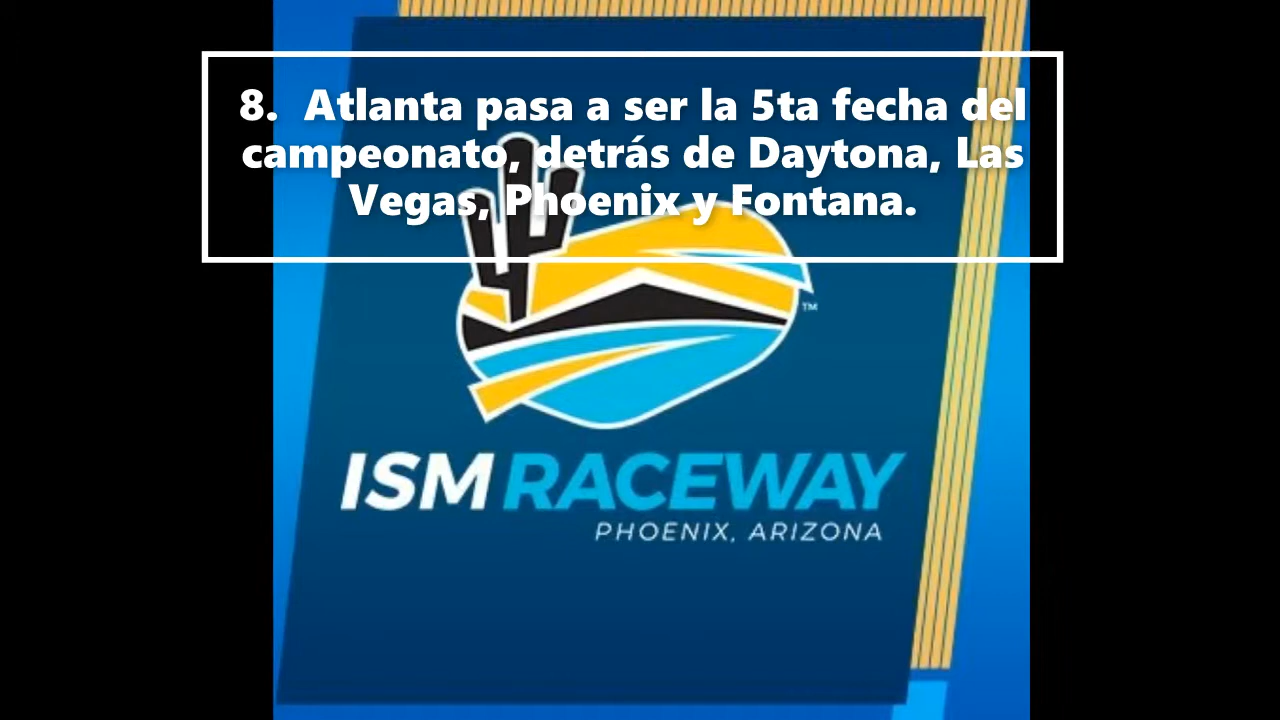 8.  Atlanta pasa a ser la 5ta fecha del
campeonato, detrás de Daytona, Las
Vegas, Phoenix y Fontana.
TM
ISM RACEWAY
PHOENIX, ARIZONA